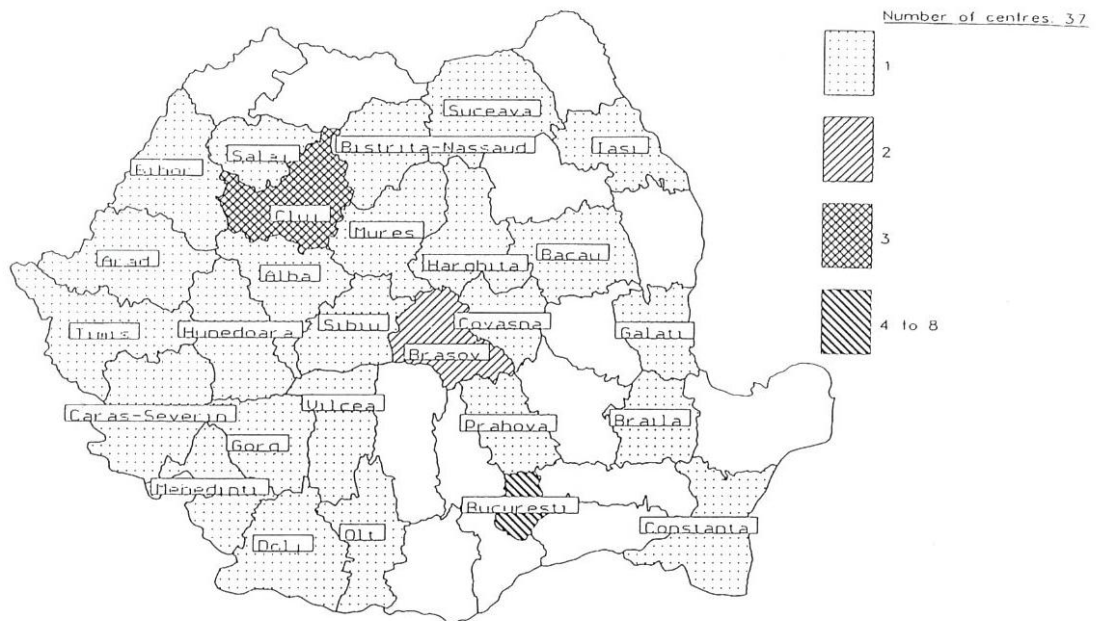 Number of centres: 37
1
2
3
4 to 8
Suceava
Bistrita-Nassaud
Iasi
Salaj
Bihor
Cluj
Mures
Arad
Alba
Harghita
Bacau
Timis
Hunedoara
Sibiu
Covasna
Galati
Brasov
Caras-Severin
Vilcea
Prahova
Braila
Gorg
Mehedinti
Bucuresti
Constanta
Dolj
Olt